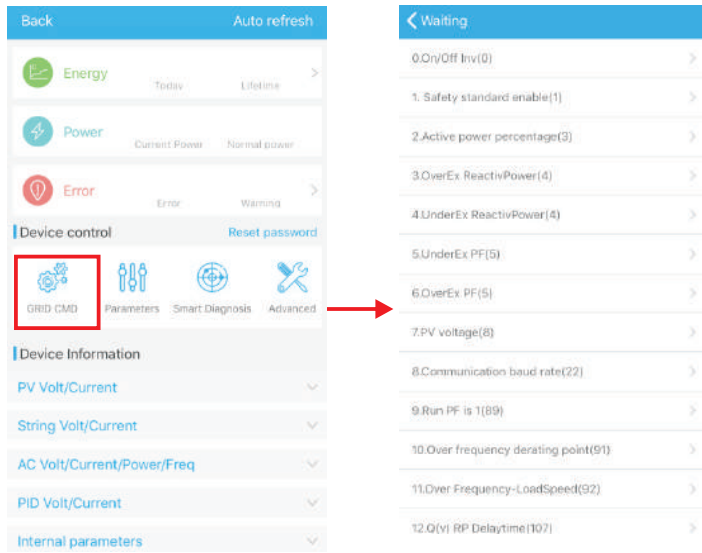 Back Auto refresh
Energy
Today Lifetime
Power
Current Power Normal power
Error
Error Warning
Device control Reset password
GRID CMD Parameters Smart Diagnosis Advanced
Device Information
PV Volt/Current
String Volt/Current
AC Volt/Current/Power/Freq
PID Volt/Current
Internal parameters
Waiting
0.On/Off Inv(0)
1. Safety standard enable(1)
2.Active power percentage(3)
3.OverEx ReactivPower(4)
4.UnderEx ReactivPower(4)
5.UnderEx PF(5)
6.OverEx PF(5)
7.PV voltage(8)
8.Communication baud rate(22)
9.Run PF is 1(89)
10.Over frequency derating point(91)
11.Over Frequency-LoadSpeed(92)
12.Q(v) RP Delaytime(107)